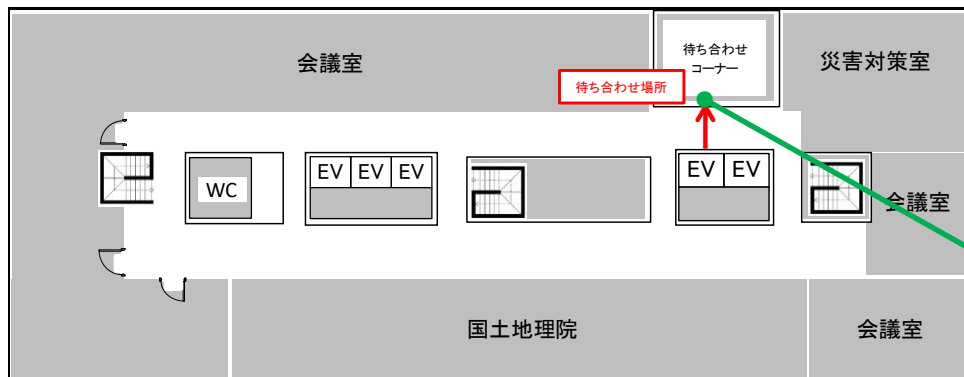 会議室
待ち合わせ
コーナー
災害対策室
待ち合わせ場所
WC
EV EV EV
EV EV
会議室
国土地理院
会議室